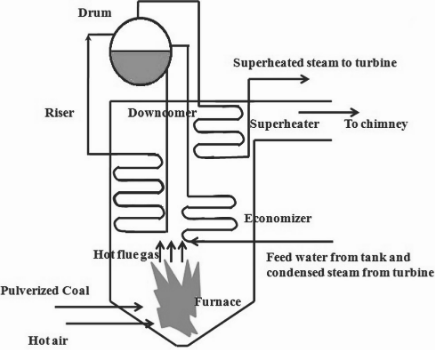 Drum
Superheated steam to turbine
Riser
Downcomer
Superheater
To chimney
Economizer
Hot flue gas
Feed water from tank and
condensed steam from turbine
Pulverized Coal
Furnace
Hot air